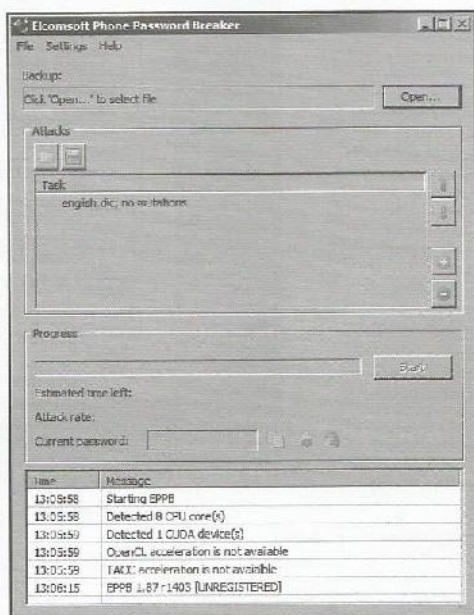 Elcomsoft Phone Password Breaker
File Settings Help
Backup:
Click "Open..." to select file
Open...
Attacks
Task
english.dic; no mutations
Progress
Start
Estimated time left:
Attack rate:
Current password:
Time Message
13:05:58 Starting EPPB
13:05:58 Detected 8 CPU core(s)
13:05:59 Detected 1 CUDA device(s)
13:05:59 OpenCL acceleration is not available
13:05:59 TACC acceleration is not available
13:06:15 EPPB 1.87 r1403 [UNREGISTERED]